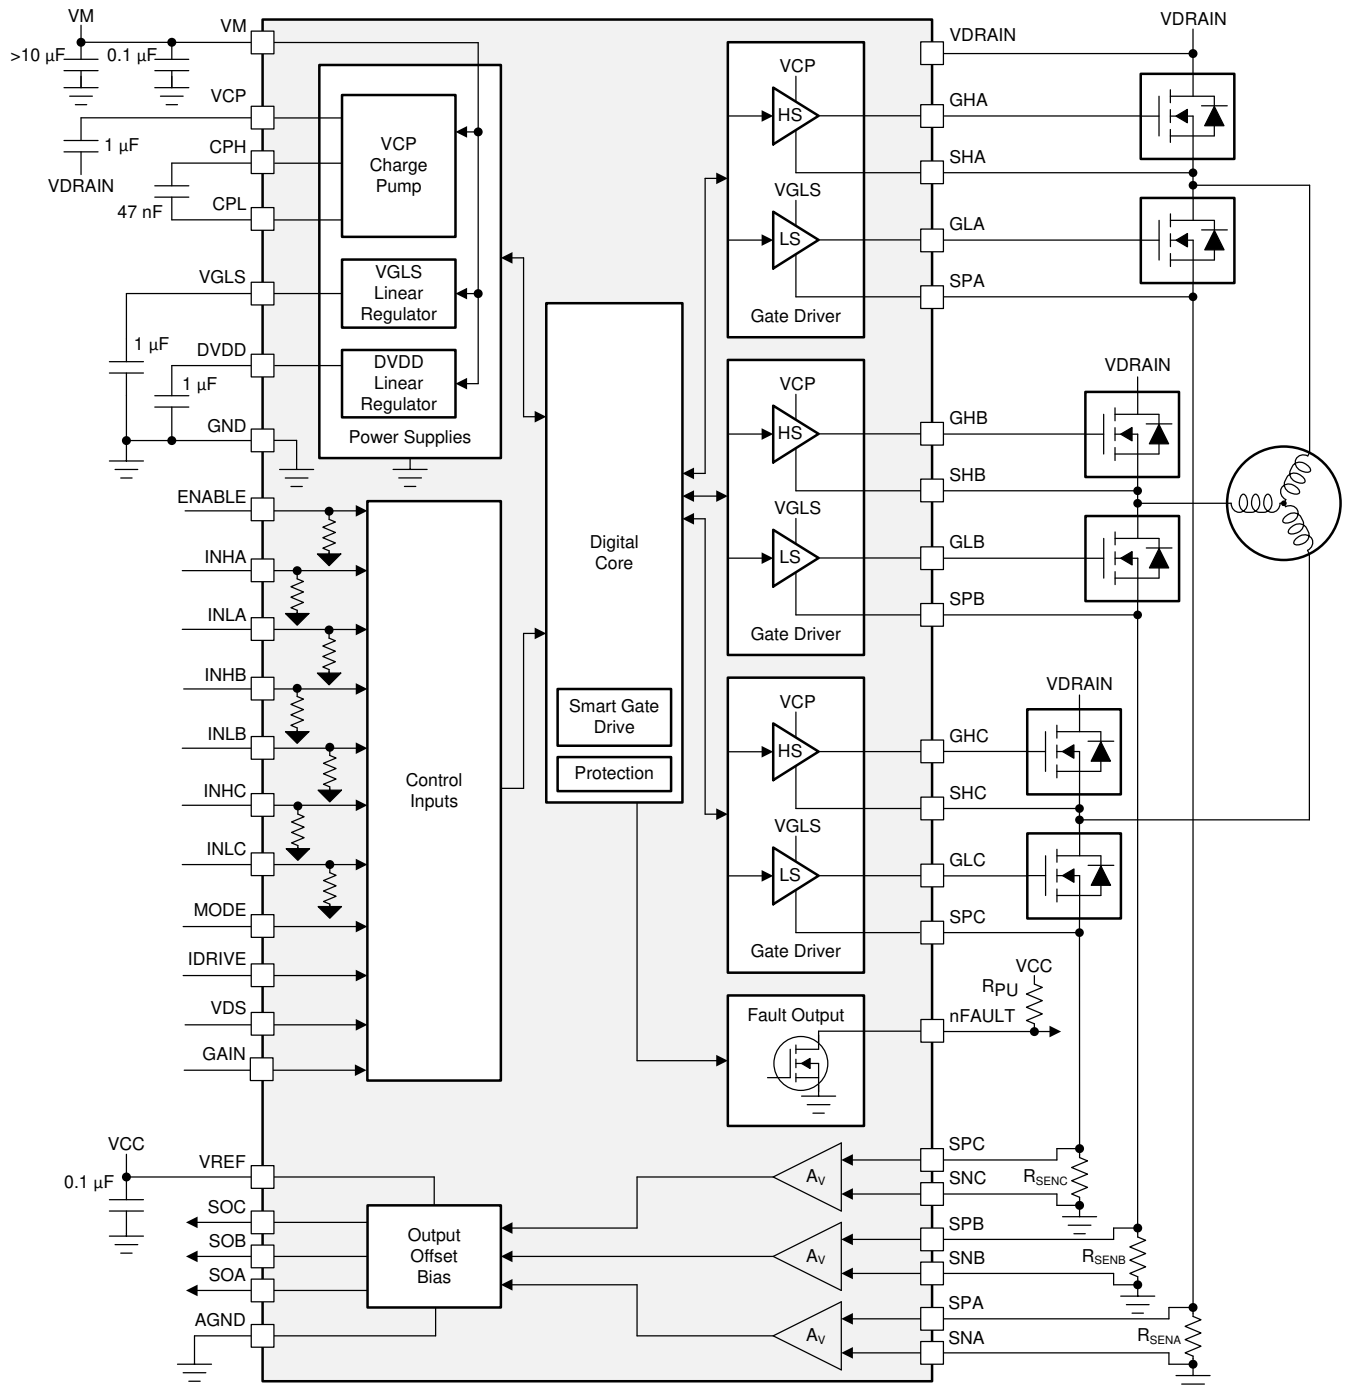 VM
>10 µF
0.1 µF
VM
VCP
1 µF
VDRAIN
CPH
47 nF
CPL
VGLS
1 µF
DVDD
1 µF
GND
VCP
Charge
Pump
VGLS
Linear
Regulator
DVDD
Linear
Regulator
Power Supplies
ENABLE
INHA
INLA
INHB
INLB
INHC
INLC
MODE
IDRIVE
VDS
GAIN
Control
Inputs
Digital
Core
Smart Gate
Drive
Protection
VCP
HS
VGLS
LS
Gate Driver
VCP
HS
VGLS
LS
Gate Driver
VCP
HS
VGLS
LS
Gate Driver
Fault Output
VDRAIN
VDRAIN
GHA
SHA
GLA
SPA
VDRAIN
GHB
SHB
GLB
SPB
VDRAIN
GHC
SHC
GLC
SPC
VCC
RPU
nFAULT
VCC
0.1 µF
VREF
SOC
SOB
SOA
AGND
Output
Offset
Bias
AV
AV
AV
SPC
SNC
RSENC
SPB
SNB
RSENB
SPA
SNA
RSENA